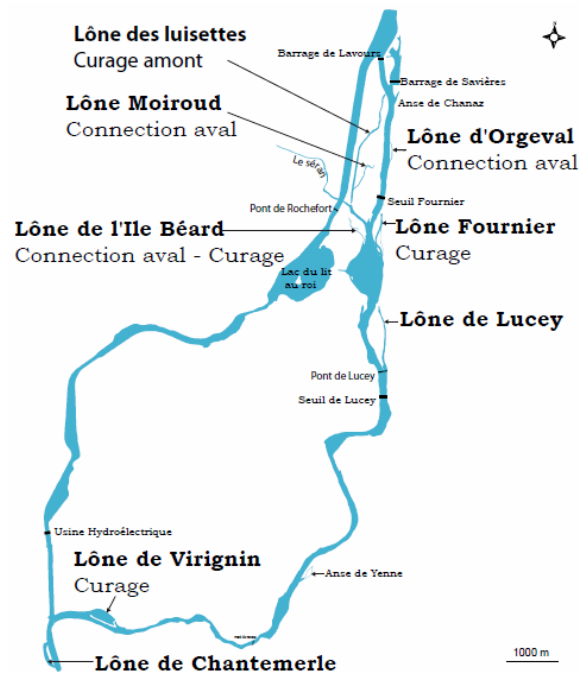 Lône des luisettes
Curage amont
Barrage de Lavours
Barrage de Savières
Anse de Chanaz
Lône Moiroud
Connection aval
Lône d'Orgeval
Connection aval
Le séran
Seuil Fournier
Pont de Rochefort
Lône de l'Ile Béard
Connection aval - Curage
Lône Fournier
Curage
Lac du lit
au roi
Lône de Lucey
Pont de Lucey
Seuil de Lucey
Usine Hydroélectrique
Lône de Virignin
Curage
Anse de Yenne
Lône de Chantemerle
1000 m